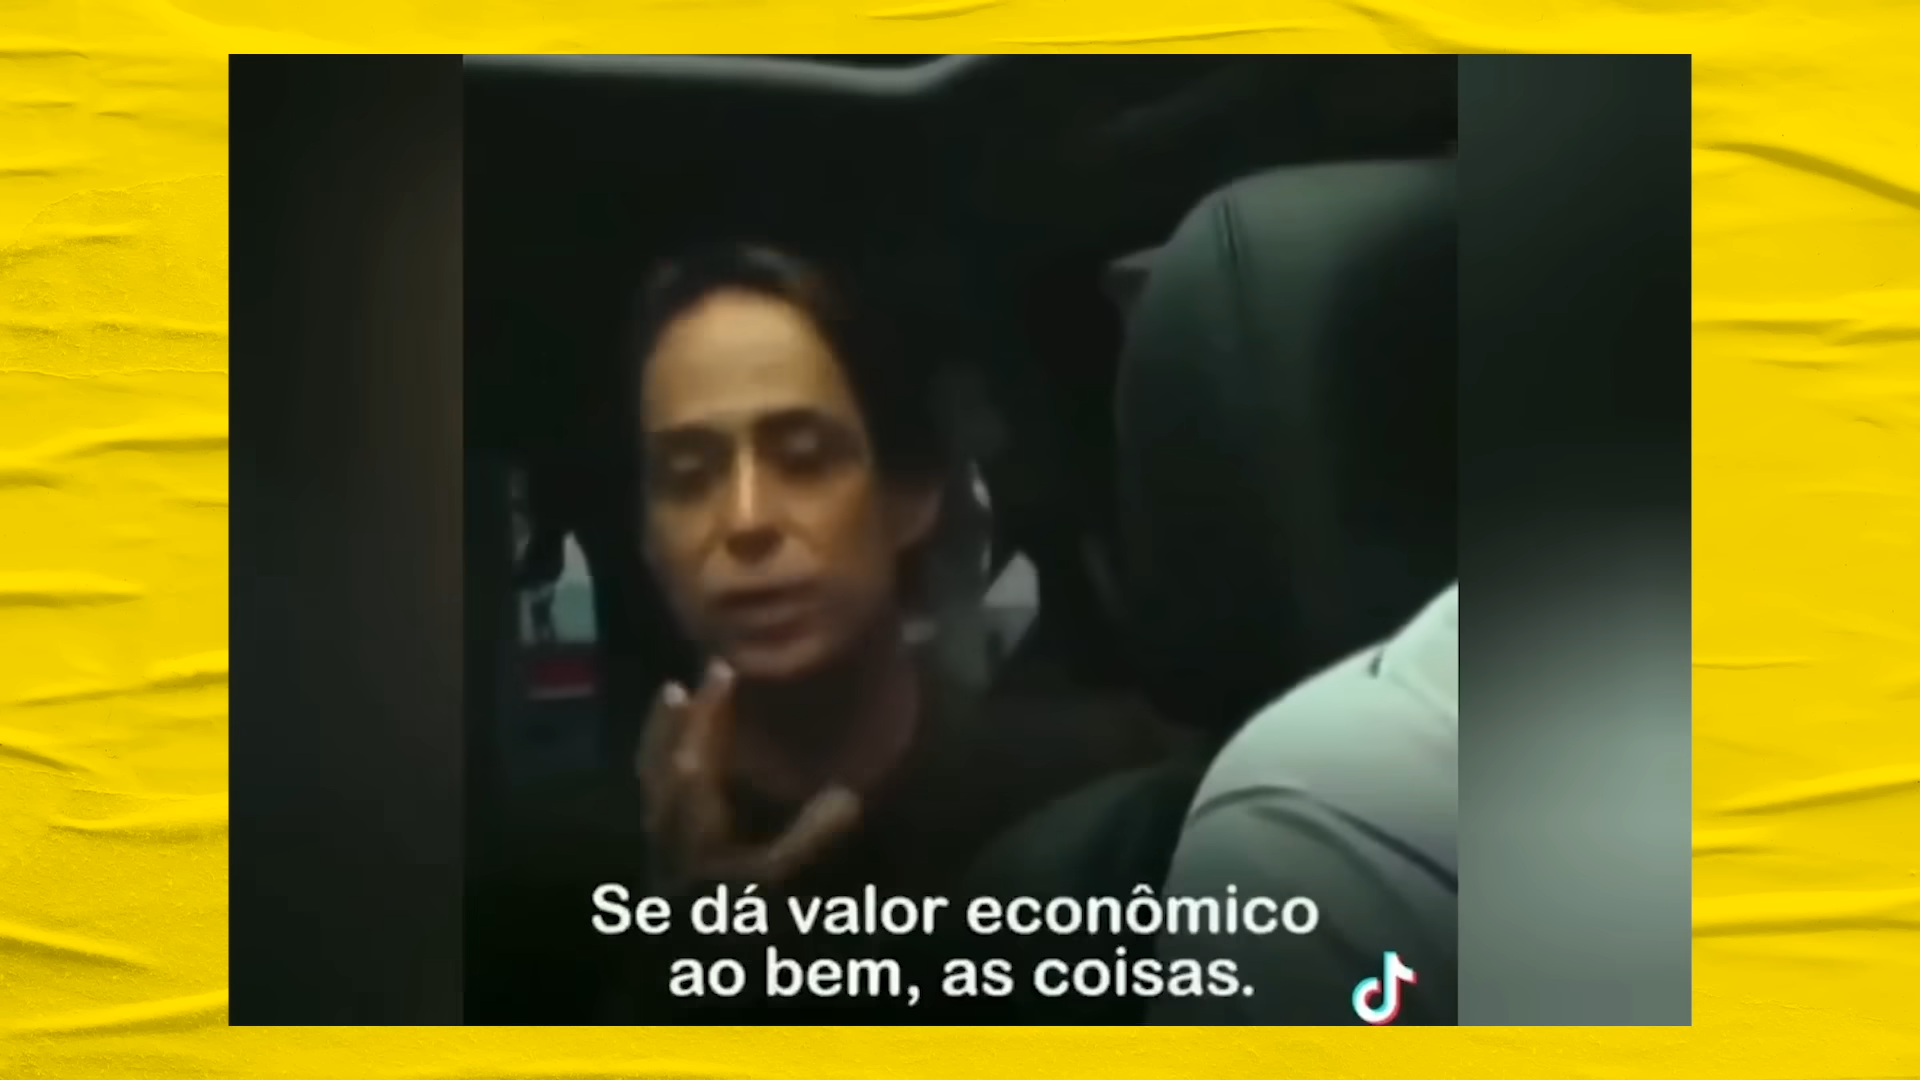 Se dá valor econômico
ao bem, as coisas.